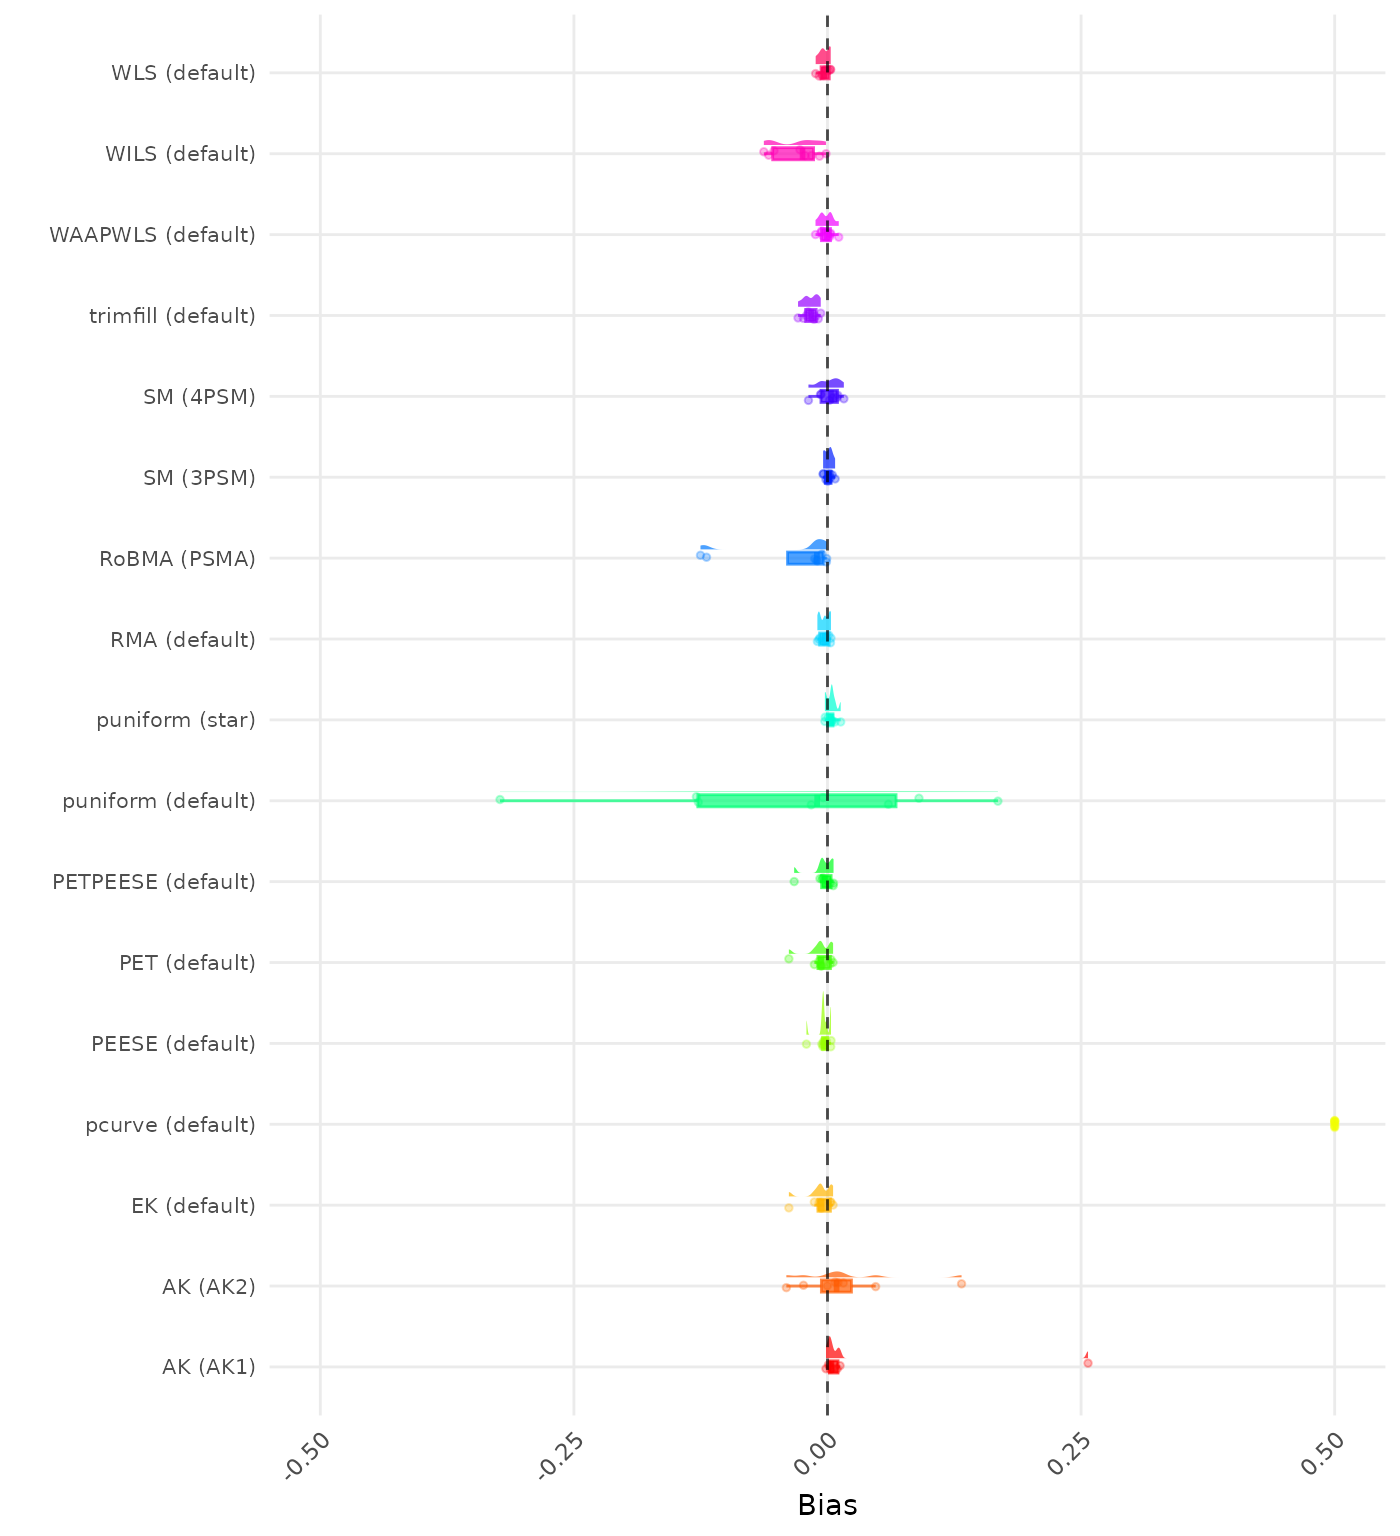 WLS (default)
WILS (default)
WAAPWLS (default)
trimfill (default)
SM (4PSM)
SM (3PSM)
RoBMA (PSMA)
RMA (default)
puniform (star)
puniform (default)
PETPEESE (default)
PET (default)
PEESE (default)
pcurve (default)
EK (default)
AK (AK2)
AK (AK1)
-0.50 -0.25 0.00 0.25 0.50
Bias